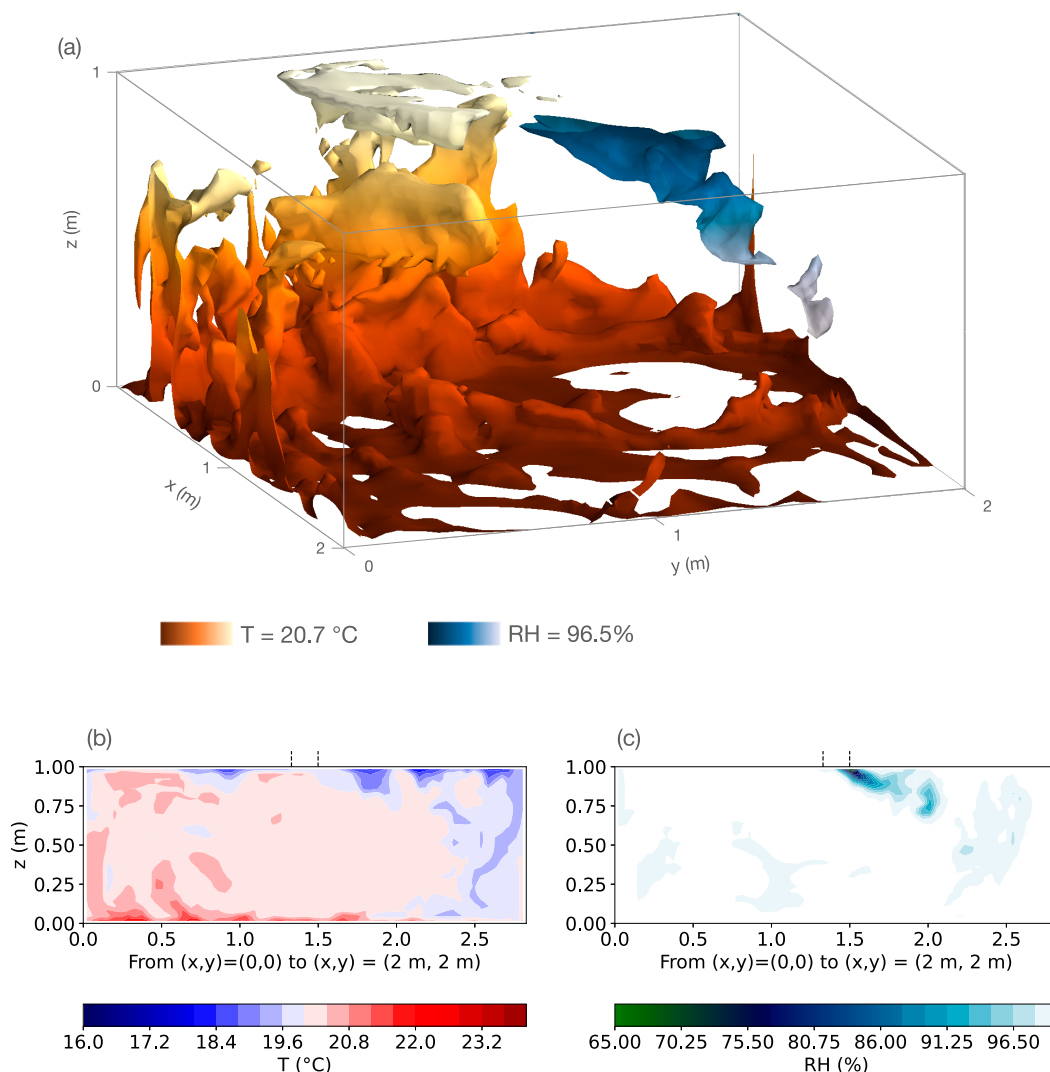 (a)
1
z (m)
0
1
x (m)
2
0
1
y (m)
2
T = 20.7 °C
RH = 96.5%
(b)
(c)
1.00
0.75
0.50
0.25
0.00
z (m)
0.0 0.5 1.0 1.5 2.0 2.5
From (x,y)=(0,0) to (x,y) = (2 m, 2 m)
1.00
0.75
0.50
0.25
0.00
0.0 0.5 1.0 1.5 2.0 2.5
From (x,y)=(0,0) to (x,y) = (2 m, 2 m)
16.0 17.2 18.4 19.6 20.8 22.0 23.2
T (°C)
65.00 70.25 75.50 80.75 86.00 91.25 96.50
RH (%)